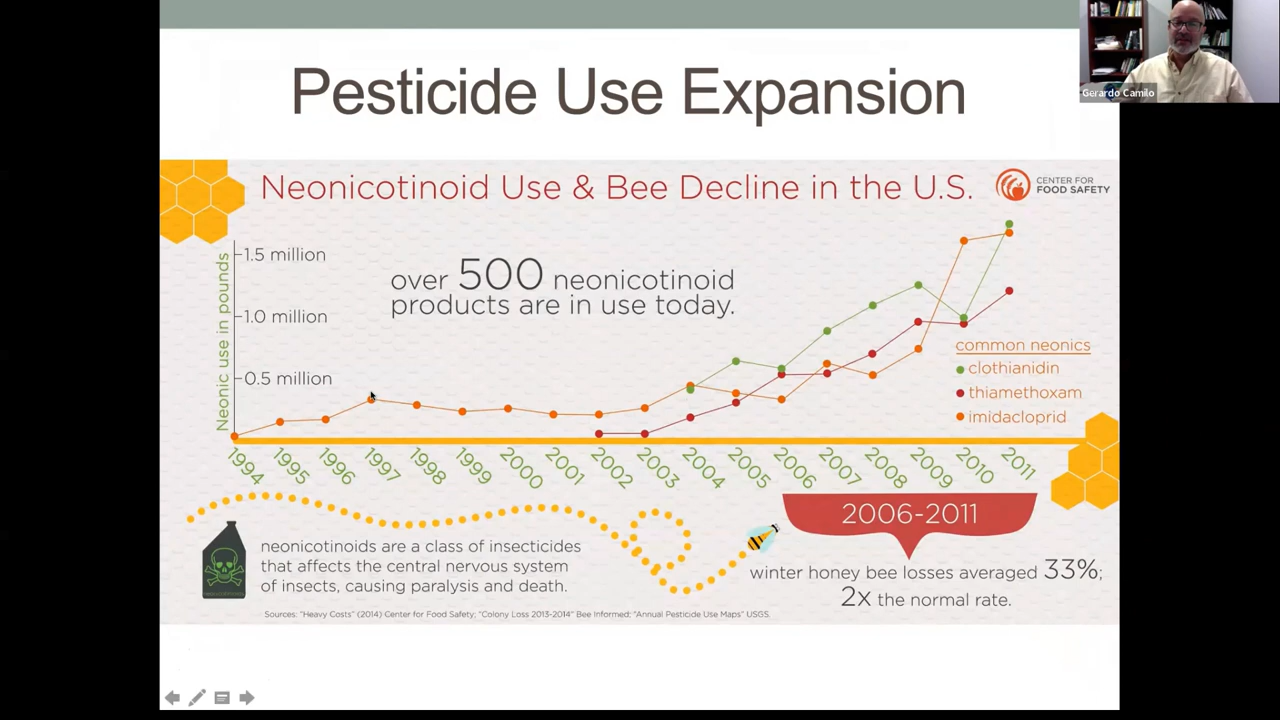 Pesticide Use Expansion
Gerardo Camilo
Neonicotinoid Use & Bee Decline in the U.S.
CENTER FOR
FOOD SAFETY
Neonic use in pounds
1.5 million
1.0 million
0.5 million
over 500 neonicotinoid
products are in use today.
common neonics
clothianidin
thiamethoxam
imidacloprid
1994 1995 1996 1997 1998 1999 2000 2001 2002 2003 2004 2005 2006 2007 2008 2009 2010 2011
2006-2011
neonicotinoids are a class of insecticides
that affects the central nervous system
of insects, causing paralysis and death.
winter honey bee losses averaged 33%;
2x the normal rate.
Sources: "Heavy Costs" (2014) Center for Food Safety; "Colony Loss 2013-2014" Bee Informed; "Annual Pesticide Use Maps" USGS.